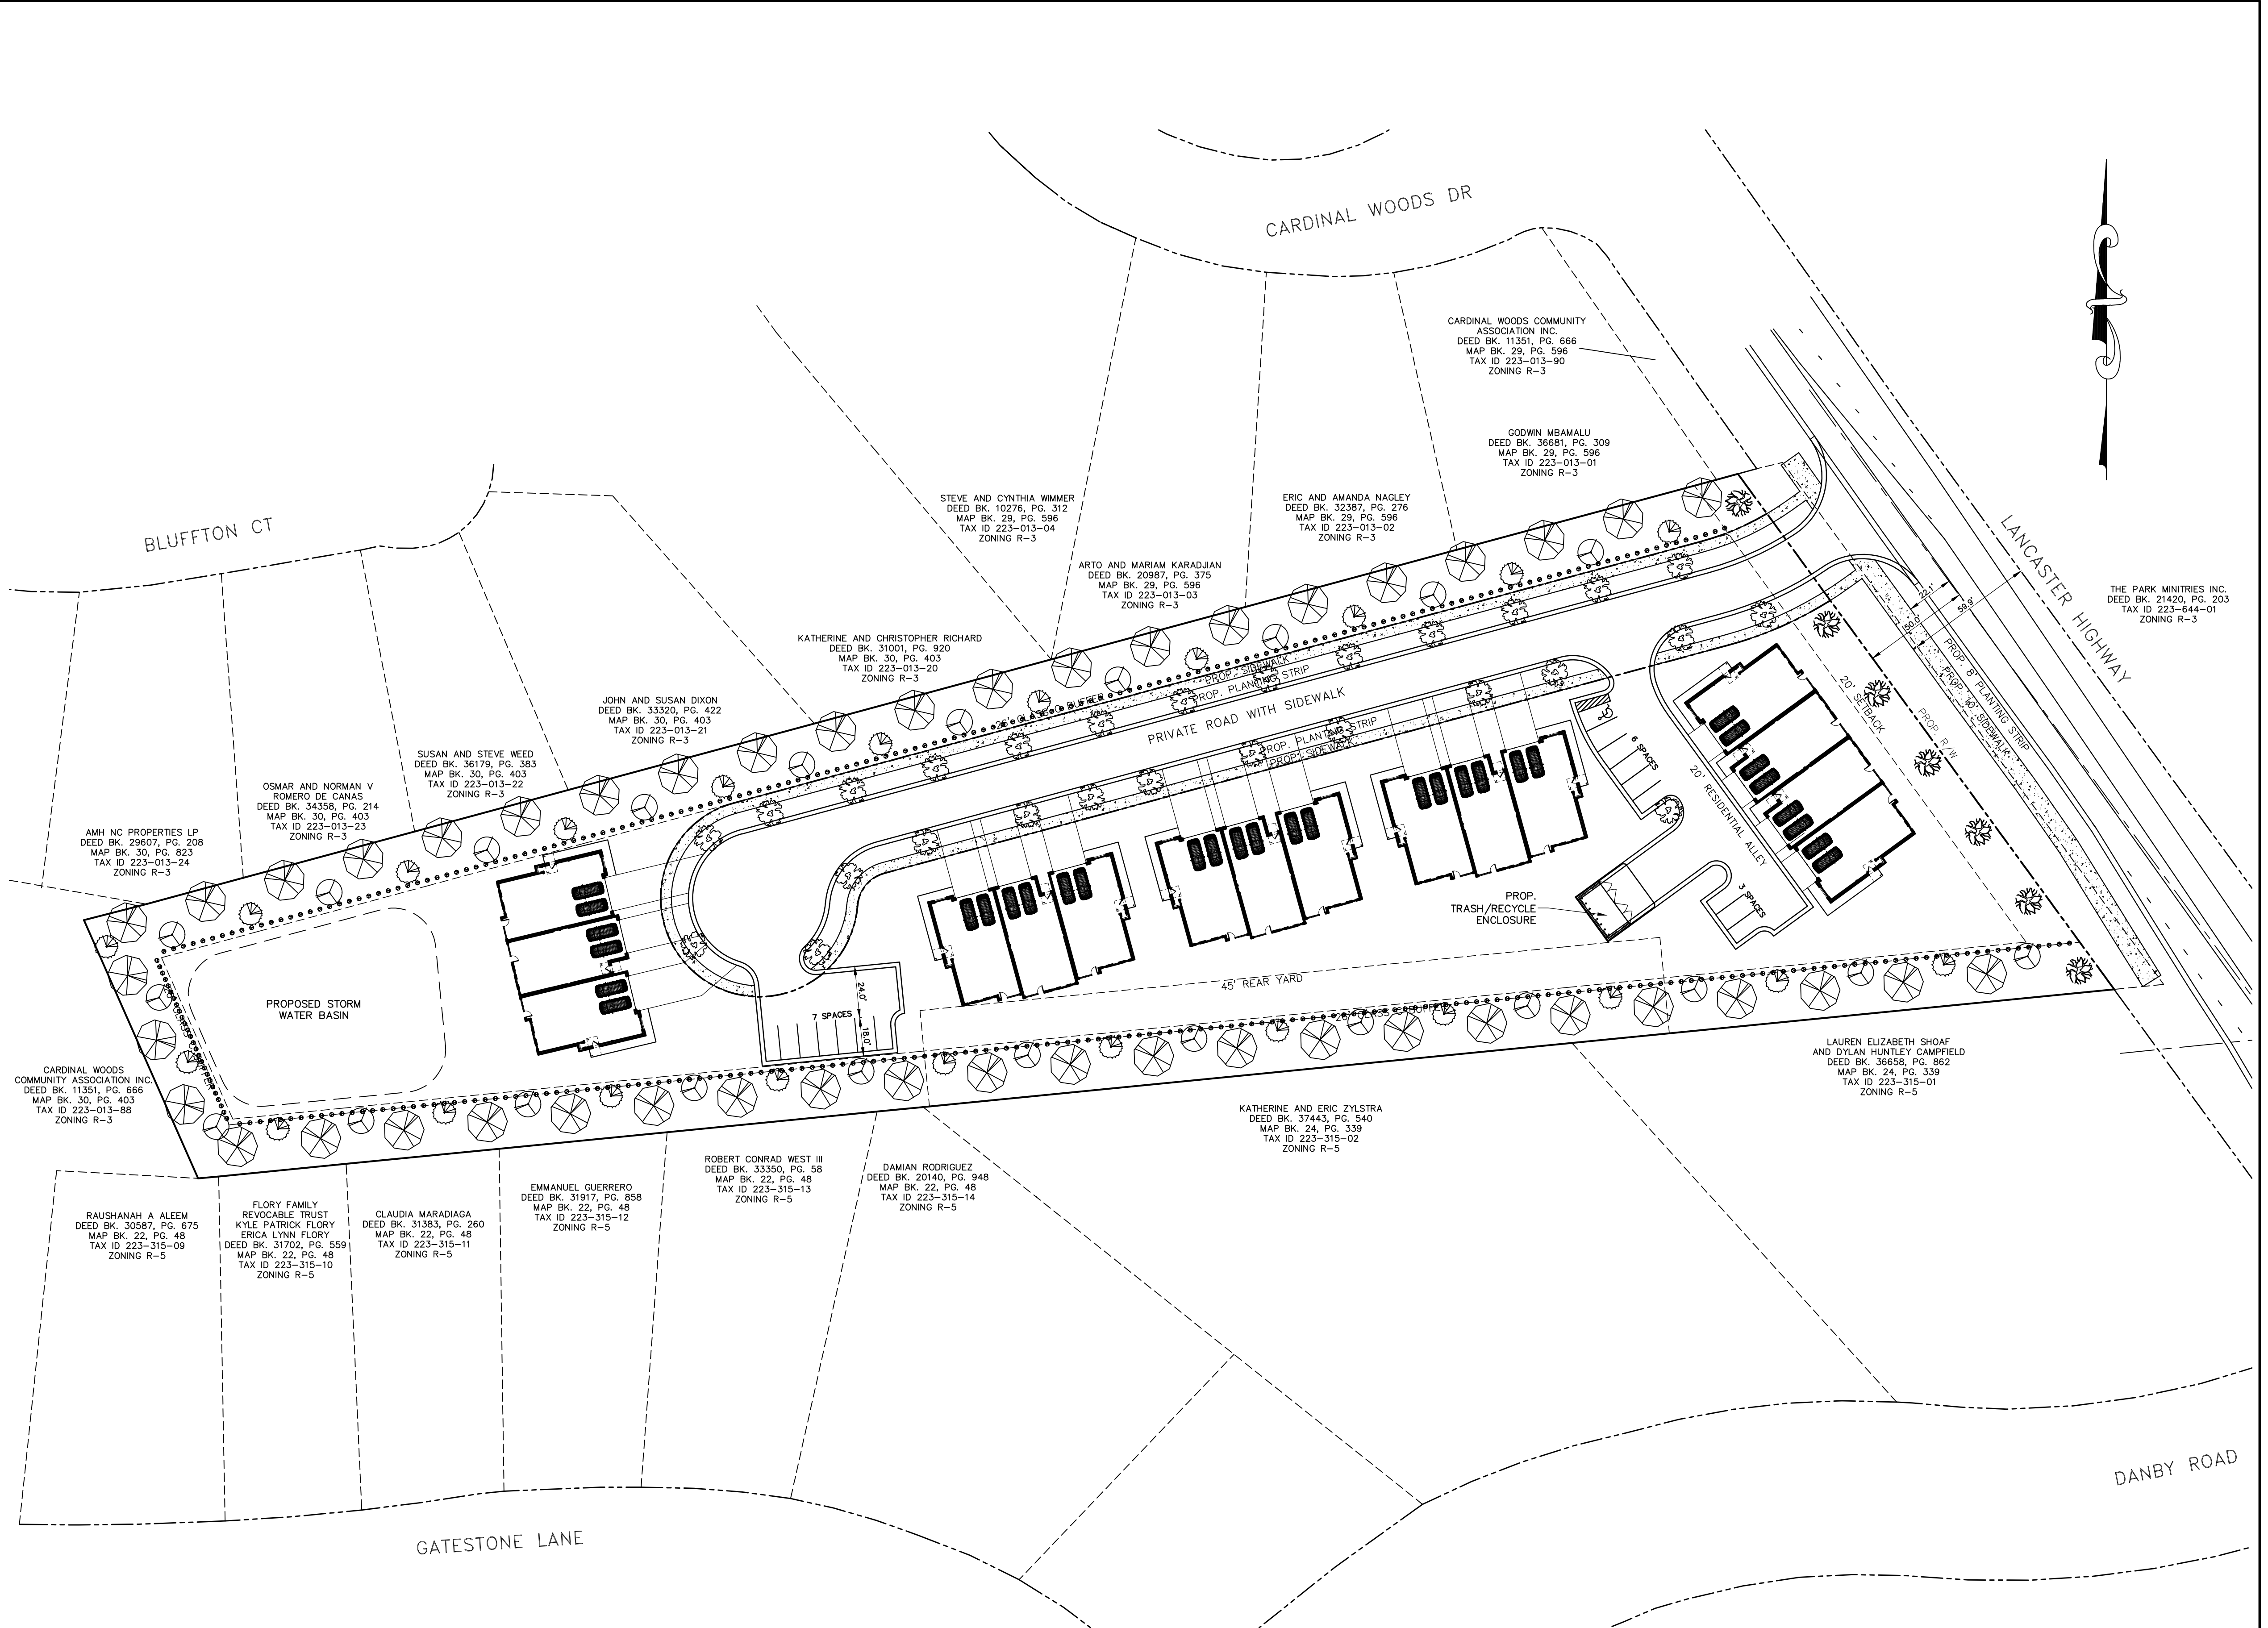 CARDINAL WOODS DR
LANCASTER HIGHWAY
BLUFFTON CT
CARDINAL WOODS COMMUNITY
ASSOCIATION INC.
DEED BK. 11351, PG. 666
MAP BK. 29, PG. 596
TAX ID 223-013-90
ZONING R-3
GODWIN MBAMALU
DEED BK. 36681, PG. 309
MAP BK. 29, PG. 596
TAX ID 223-013-01
ZONING R-3
ERIC AND AMANDA NAGLEY
DEED BK. 32387, PG. 276
MAP BK. 29, PG. 596
TAX ID 223-013-02
ZONING R-3
STEVE AND CYNTHIA WIMMER
DEED BK. 10276, PG. 312
MAP BK. 29, PG. 596
TAX ID 223-013-04
ZONING R-3
ARTO AND MARIAM KARADJIAN
DEED BK. 20987, PG. 375
MAP BK. 29, PG. 596
TAX ID 223-013-03
ZONING R-3
THE PARK MINITRIES INC.
DEED BK. 21420, PG. 203
TAX ID 223-644-01
ZONING R-3
KATHERINE AND CHRISTOPHER RICHARD
DEED BK. 31001, PG. 920
MAP BK. 30, PG. 403
TAX ID 223-013-20
ZONING R-3
JOHN AND SUSAN DIXON
DEED BK. 33320, PG. 422
MAP BK. 30, PG. 403
TAX ID 223-013-21
ZONING R-3
SUSAN AND STEVE WEED
DEED BK. 36179, PG. 383
MAP BK. 30, PG. 403
TAX ID 223-013-22
ZONING R-3
OSMAR AND NORMAN V
ROMERO DE CANAS
DEED BK. 34358, PG. 214
MAP BK. 30, PG. 403
TAX ID 223-013-23
ZONING R-3
AMH NC PROPERTIES LP
DEED BK. 29607, PG. 208
MAP BK. 30, PG. 823
TAX ID 223-013-24
ZONING R-3
22.1'
59.9'
50.0'
PROP. 8' PLANTING STRIP
PROP. 10' SIDEWALK
PROP. R/W
20' SETBACK
PROP. SIDEWALK
PROP. PLANTING STRIP
PRIVATE ROAD WITH SIDEWALK
PROP. PLANTING STRIP
PROP. SIDEWALK
6 SPACES
20' RESIDENTIAL ALLEY
3 SPACES
PROP.
TRASH/RECYCLE
ENCLOSURE
45' REAR YARD
24.0'
18.0'
7 SPACES
PROPOSED STORM
WATER BASIN
CARDINAL WOODS
COMMUNITY ASSOCIATION INC.
DEED BK. 11351, PG. 666
MAP BK. 30, PG. 403
TAX ID 223-013-88
ZONING R-3
LAUREN ELIZABETH SHOAF
AND DYLAN HUNTLEY CAMPFIELD
DEED BK. 36658, PG. 862
MAP BK. 24, PG. 339
TAX ID 223-315-01
ZONING R-5
KATHERINE AND ERIC ZYLSTRA
DEED BK. 37443, PG. 540
MAP BK. 24, PG. 339
TAX ID 223-315-02
ZONING R-5
DAMIAN RODRIGUEZ
DEED BK. 20140, PG. 948
MAP BK. 22, PG. 48
TAX ID 223-315-14
ZONING R-5
ROBERT CONRAD WEST III
DEED BK. 33350, PG. 58
MAP BK. 22, PG. 48
TAX ID 223-315-13
ZONING R-5
EMMANUEL GUERRERO
DEED BK. 31917, PG. 858
MAP BK. 22, PG. 48
TAX ID 223-315-12
ZONING R-5
CLAUDIA MARADIAGA
DEED BK. 31383, PG. 260
MAP BK. 22, PG. 48
TAX ID 223-315-11
ZONING R-5
FLORY FAMILY
REVOCABLE TRUST
KYLE PATRICK FLORY
ERICA LYNN FLORY
DEED BK. 31702, PG. 559
MAP BK. 22, PG. 48
TAX ID 223-315-10
ZONING R-5
RAUSHANAH A ALEEM
DEED BK. 30587, PG. 675
MAP BK. 22, PG. 48
TAX ID 223-315-09
ZONING R-5
GATESTONE LANE
DANBY ROAD